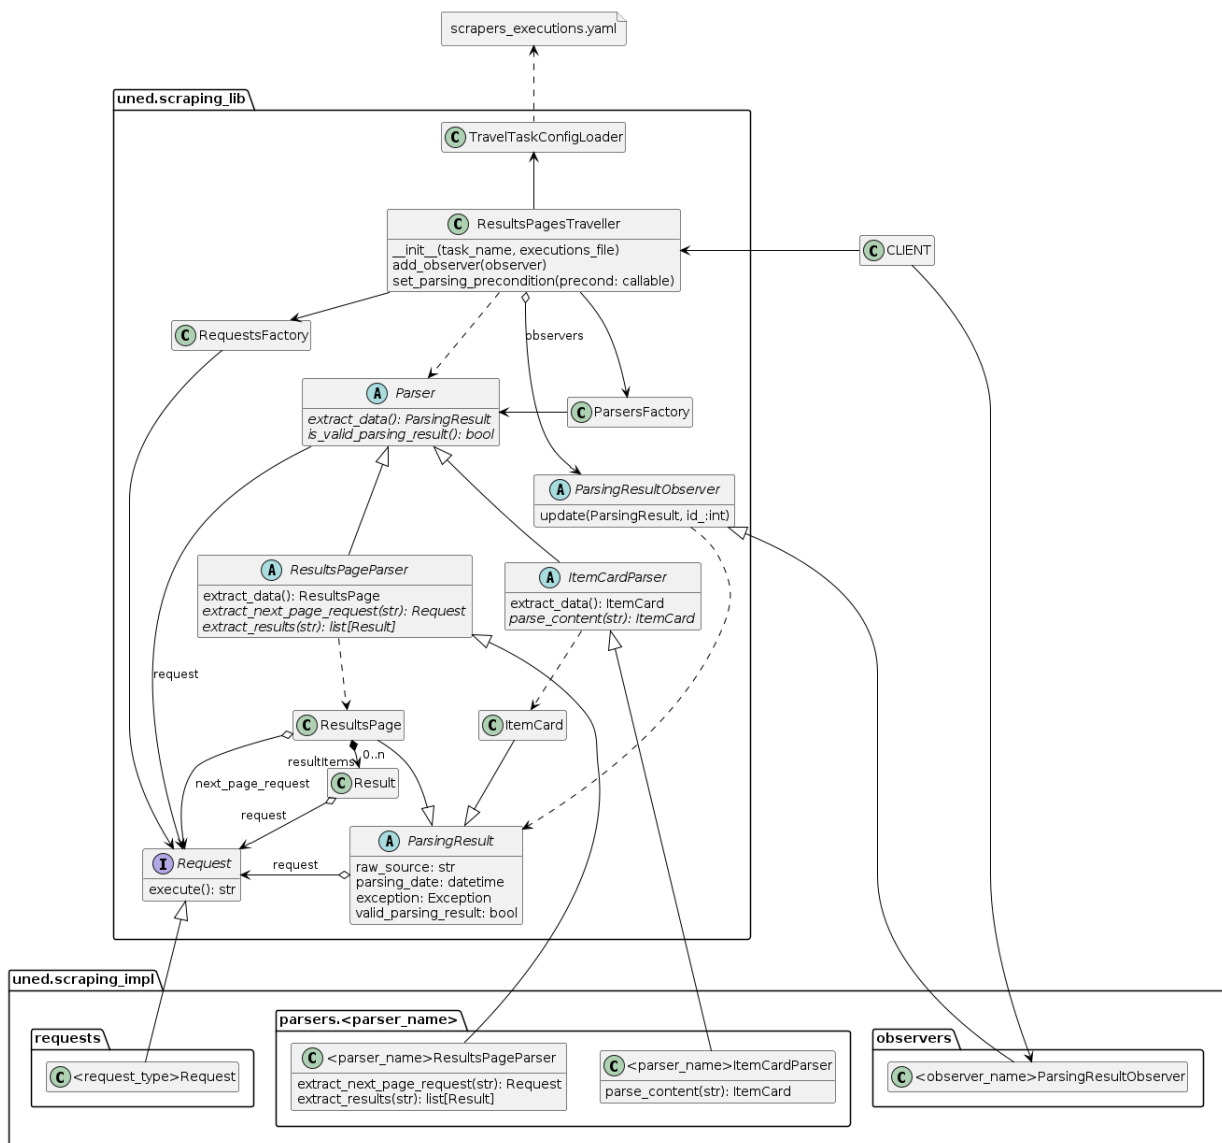 scrapers_executions.yaml
uned.scraping_lib
C TravelTaskConfigLoader
C ResultsPagesTraveller
__init__(task_name, executions_file)
add_observer(observer)
set_parsing_precondition(precond: callable)
C CLIENT
C RequestsFactory
observers
A Parser
extract_data(): ParsingResult
is_valid_parsing_result(): bool
C ParsersFactory
A ParsingResultObserver
update(ParsingResult, id_:int)
A ResultsPageParser
extract_data(): ResultsPage
extract_next_page_request(str): Request
extract_results(str): list[Result]
A ItemCardParser
extract_data(): ItemCard
parse_content(str): ItemCard
request
C ResultsPage
C ItemCard
0..n
resultItems
next_page_request
C Result
request
A ParsingResult
raw_source: str
parsing_date: datetime
exception: Exception
valid_parsing_result: bool
request
I Request
execute(): str
uned.scraping_impl
requests
C <request_type>Request
parsers.<parser_name>
C <parser_name>ResultsPageParser
extract_next_page_request(str): Request
extract_results(str): list[Result]
C <parser_name>ItemCardParser
parse_content(str): ItemCard
observers
C <observer_name>ParsingResultObserver